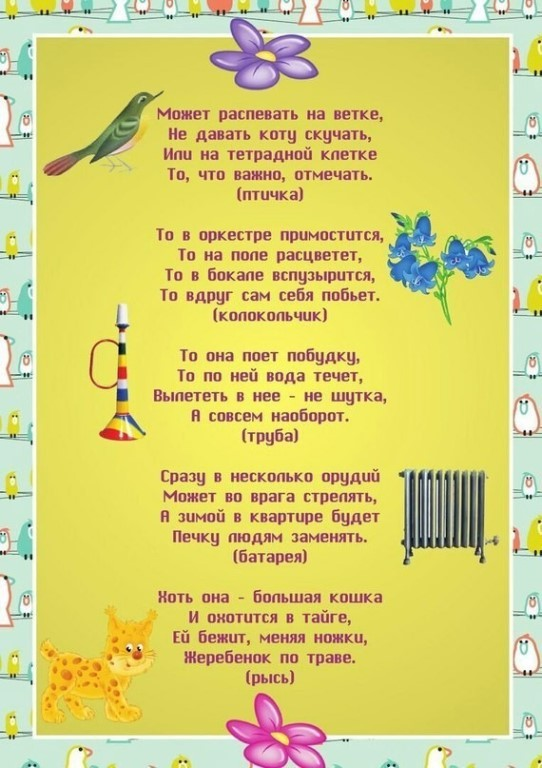 Может распевать на ветке,
Не давать коту скучать,
Или на тетрадной клетке
То, что важно, отмечать.
(птичка)
То в оркестре примостится,
То на поле расцветет,
То в бокале вспузырится,
То вдруг сам себя побьет.
(колокольчик)
То она поет побудку,
То по ней вода течет,
Вылететь в нее - не шутка,
А совсем наоборот.
(труба)
Сразу в несколько орудий
Может во врага стрелять,
А зимой в квартире будет
Печку людям заменять.
(батарея)
Хоть она - большая кошка
И охотится в тайге,
Ей бежит, меняя ножки,
Жеребенок по траве.
(рысь)